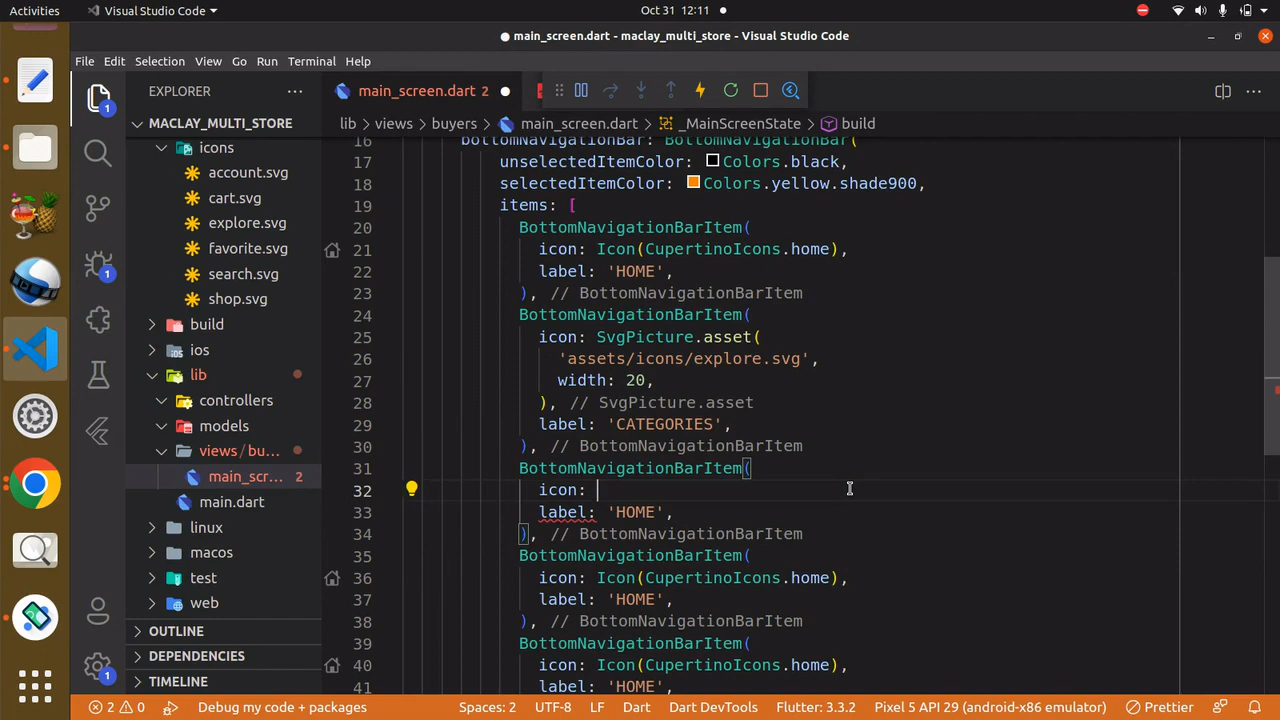 Activities
Visual Studio Code
Oct 31 12:11
main_screen.dart - maclay_multi_store - Visual Studio Code
File Edit Selection View Go Run Terminal Help
1
EXPLORER
main_screen.dart 2
MACLAY_MULTI_STORE
lib views buyers main_screen.dart _MainScreenState build
icons
account.svg
cart.svg
explore.svg
favorite.svg
search.svg
shop.svg
1
build
ios
lib
controllers
models
views/bu...
main_scr... 2
main.dart
linux
macos
test
web
OUTLINE
DEPENDENCIES
TIMELINE
1
16 bottomNavigationBar: BottomNavigationBar(
17 unselectedItemColor: Colors.black,
18 selectedItemColor: Colors.yellow.shade900,
19 items: [
20 BottomNavigationBarItem(
21 icon: Icon(CupertinoIcons.home),
22 label: 'HOME',
23 ), // BottomNavigationBarItem
24 BottomNavigationBarItem(
25 icon: SvgPicture.asset(
26 'assets/icons/explore.svg',
27 width: 20,
28 ), // SvgPicture.asset
29 label: 'CATEGORIES',
30 ), // BottomNavigationBarItem
31 BottomNavigationBarItem(
32 icon:
33 label: 'HOME',
34 ), // BottomNavigationBarItem
35 BottomNavigationBarItem(
36 icon: Icon(CupertinoIcons.home),
37 label: 'HOME',
38 ), // BottomNavigationBarItem
39 BottomNavigationBarItem(
40 icon: Icon(CupertinoIcons.home),
41 label: 'HOME',
2 0 Debug my code + packages Spaces: 2 UTF-8 LF Dart Dart DevTools Flutter: 3.3.2 Pixel 5 API 29 (android-x86 emulator) Prettier